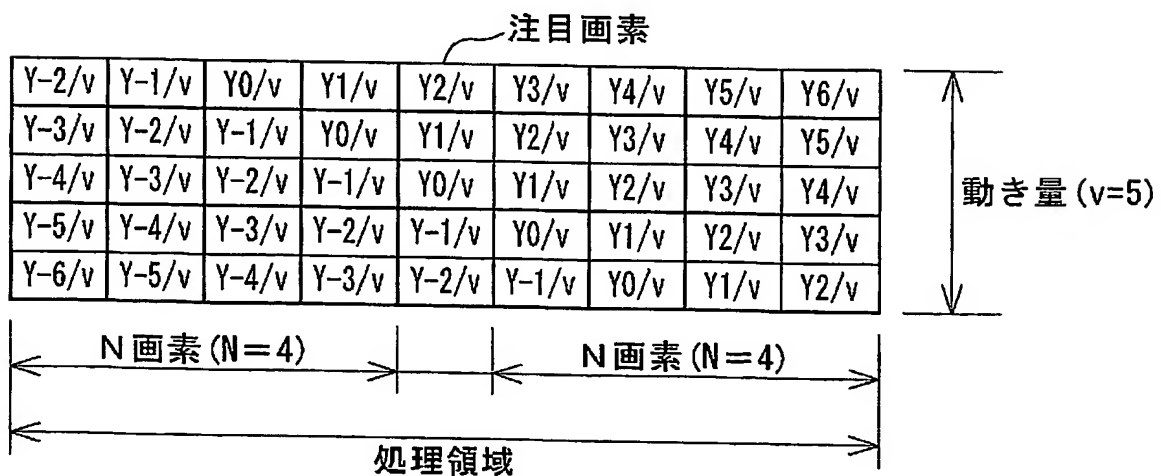 注目画素
Y-2/v Y-1/v Y0/v Y1/v Y2/v Y3/v Y4/v Y5/v Y6/v
Y-3/v Y-2/v Y-1/v Y0/v Y1/v Y2/v Y3/v Y4/v Y5/v
Y-4/v Y-3/v Y-2/v Y-1/v Y0/v Y1/v Y2/v Y3/v Y4/v
Y-5/v Y-4/v Y-3/v Y-2/v Y-1/v Y0/v Y1/v Y2/v Y3/v
Y-6/v Y-5/v Y-4/v Y-3/v Y-2/v Y-1/v Y0/v Y1/v Y2/v
動き量(v=5)
N画素(N=4) N画素(N=4)
処理領域